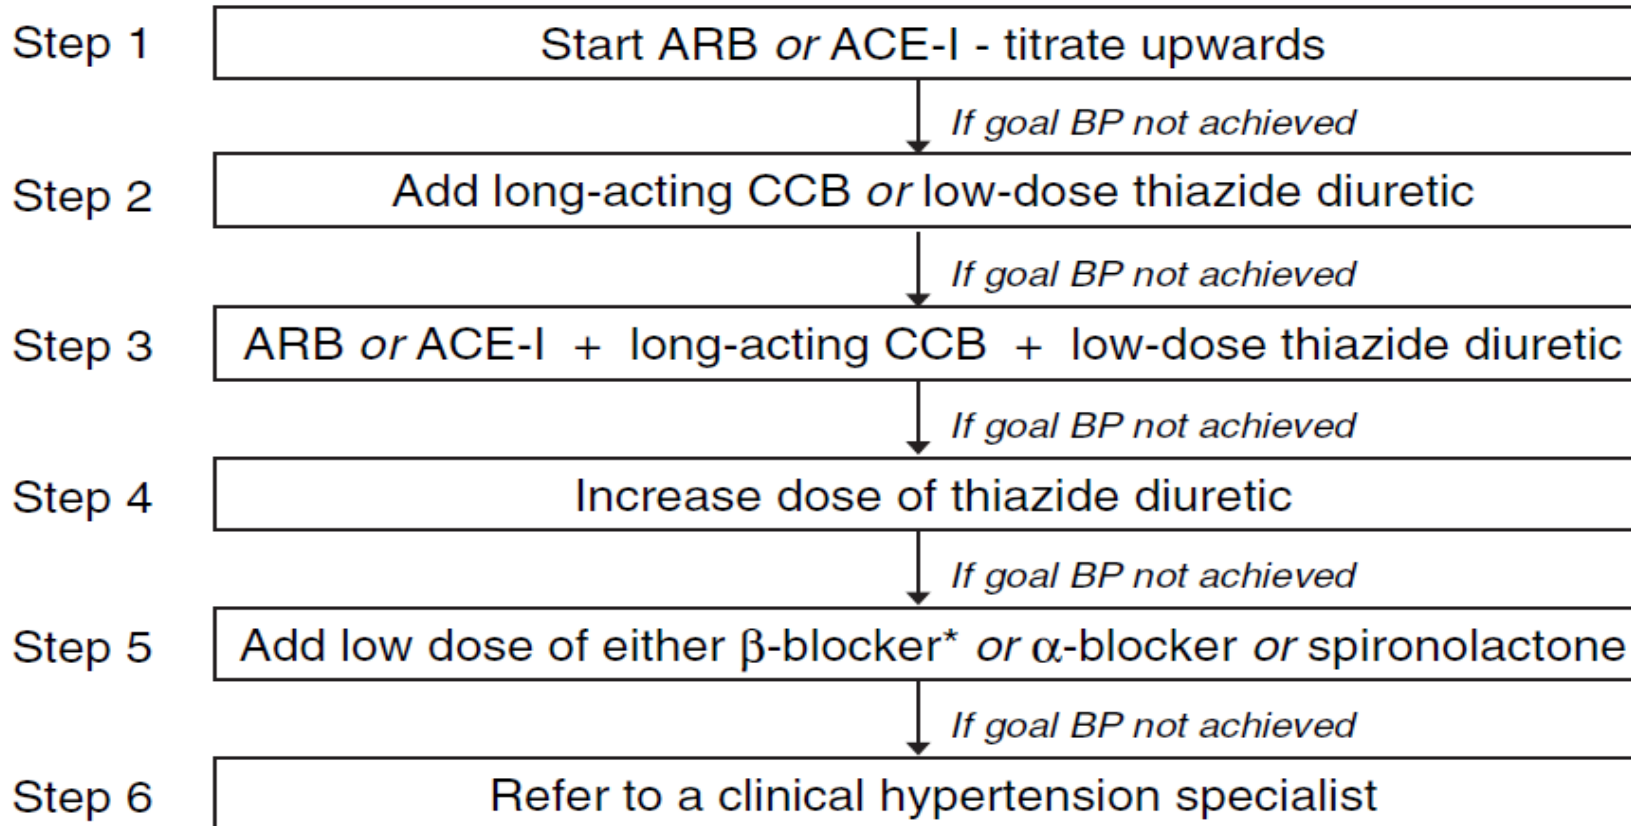 Step 1 Start ARB or ACE-I - titrate upwards
If goal BP not achieved
Step 2 Add long-acting CCB or low-dose thiazide diuretic
If goal BP not achieved
Step 3 ARB or ACE-I + long-acting CCB + low-dose thiazide diuretic
If goal BP not achieved
Step 4 Increase dose of thiazide diuretic
If goal BP not achieved
Step 5 Add low dose of either β-blocker* or α-blocker or spironolactone
If goal BP not achieved
Step 6 Refer to a clinical hypertension specialist